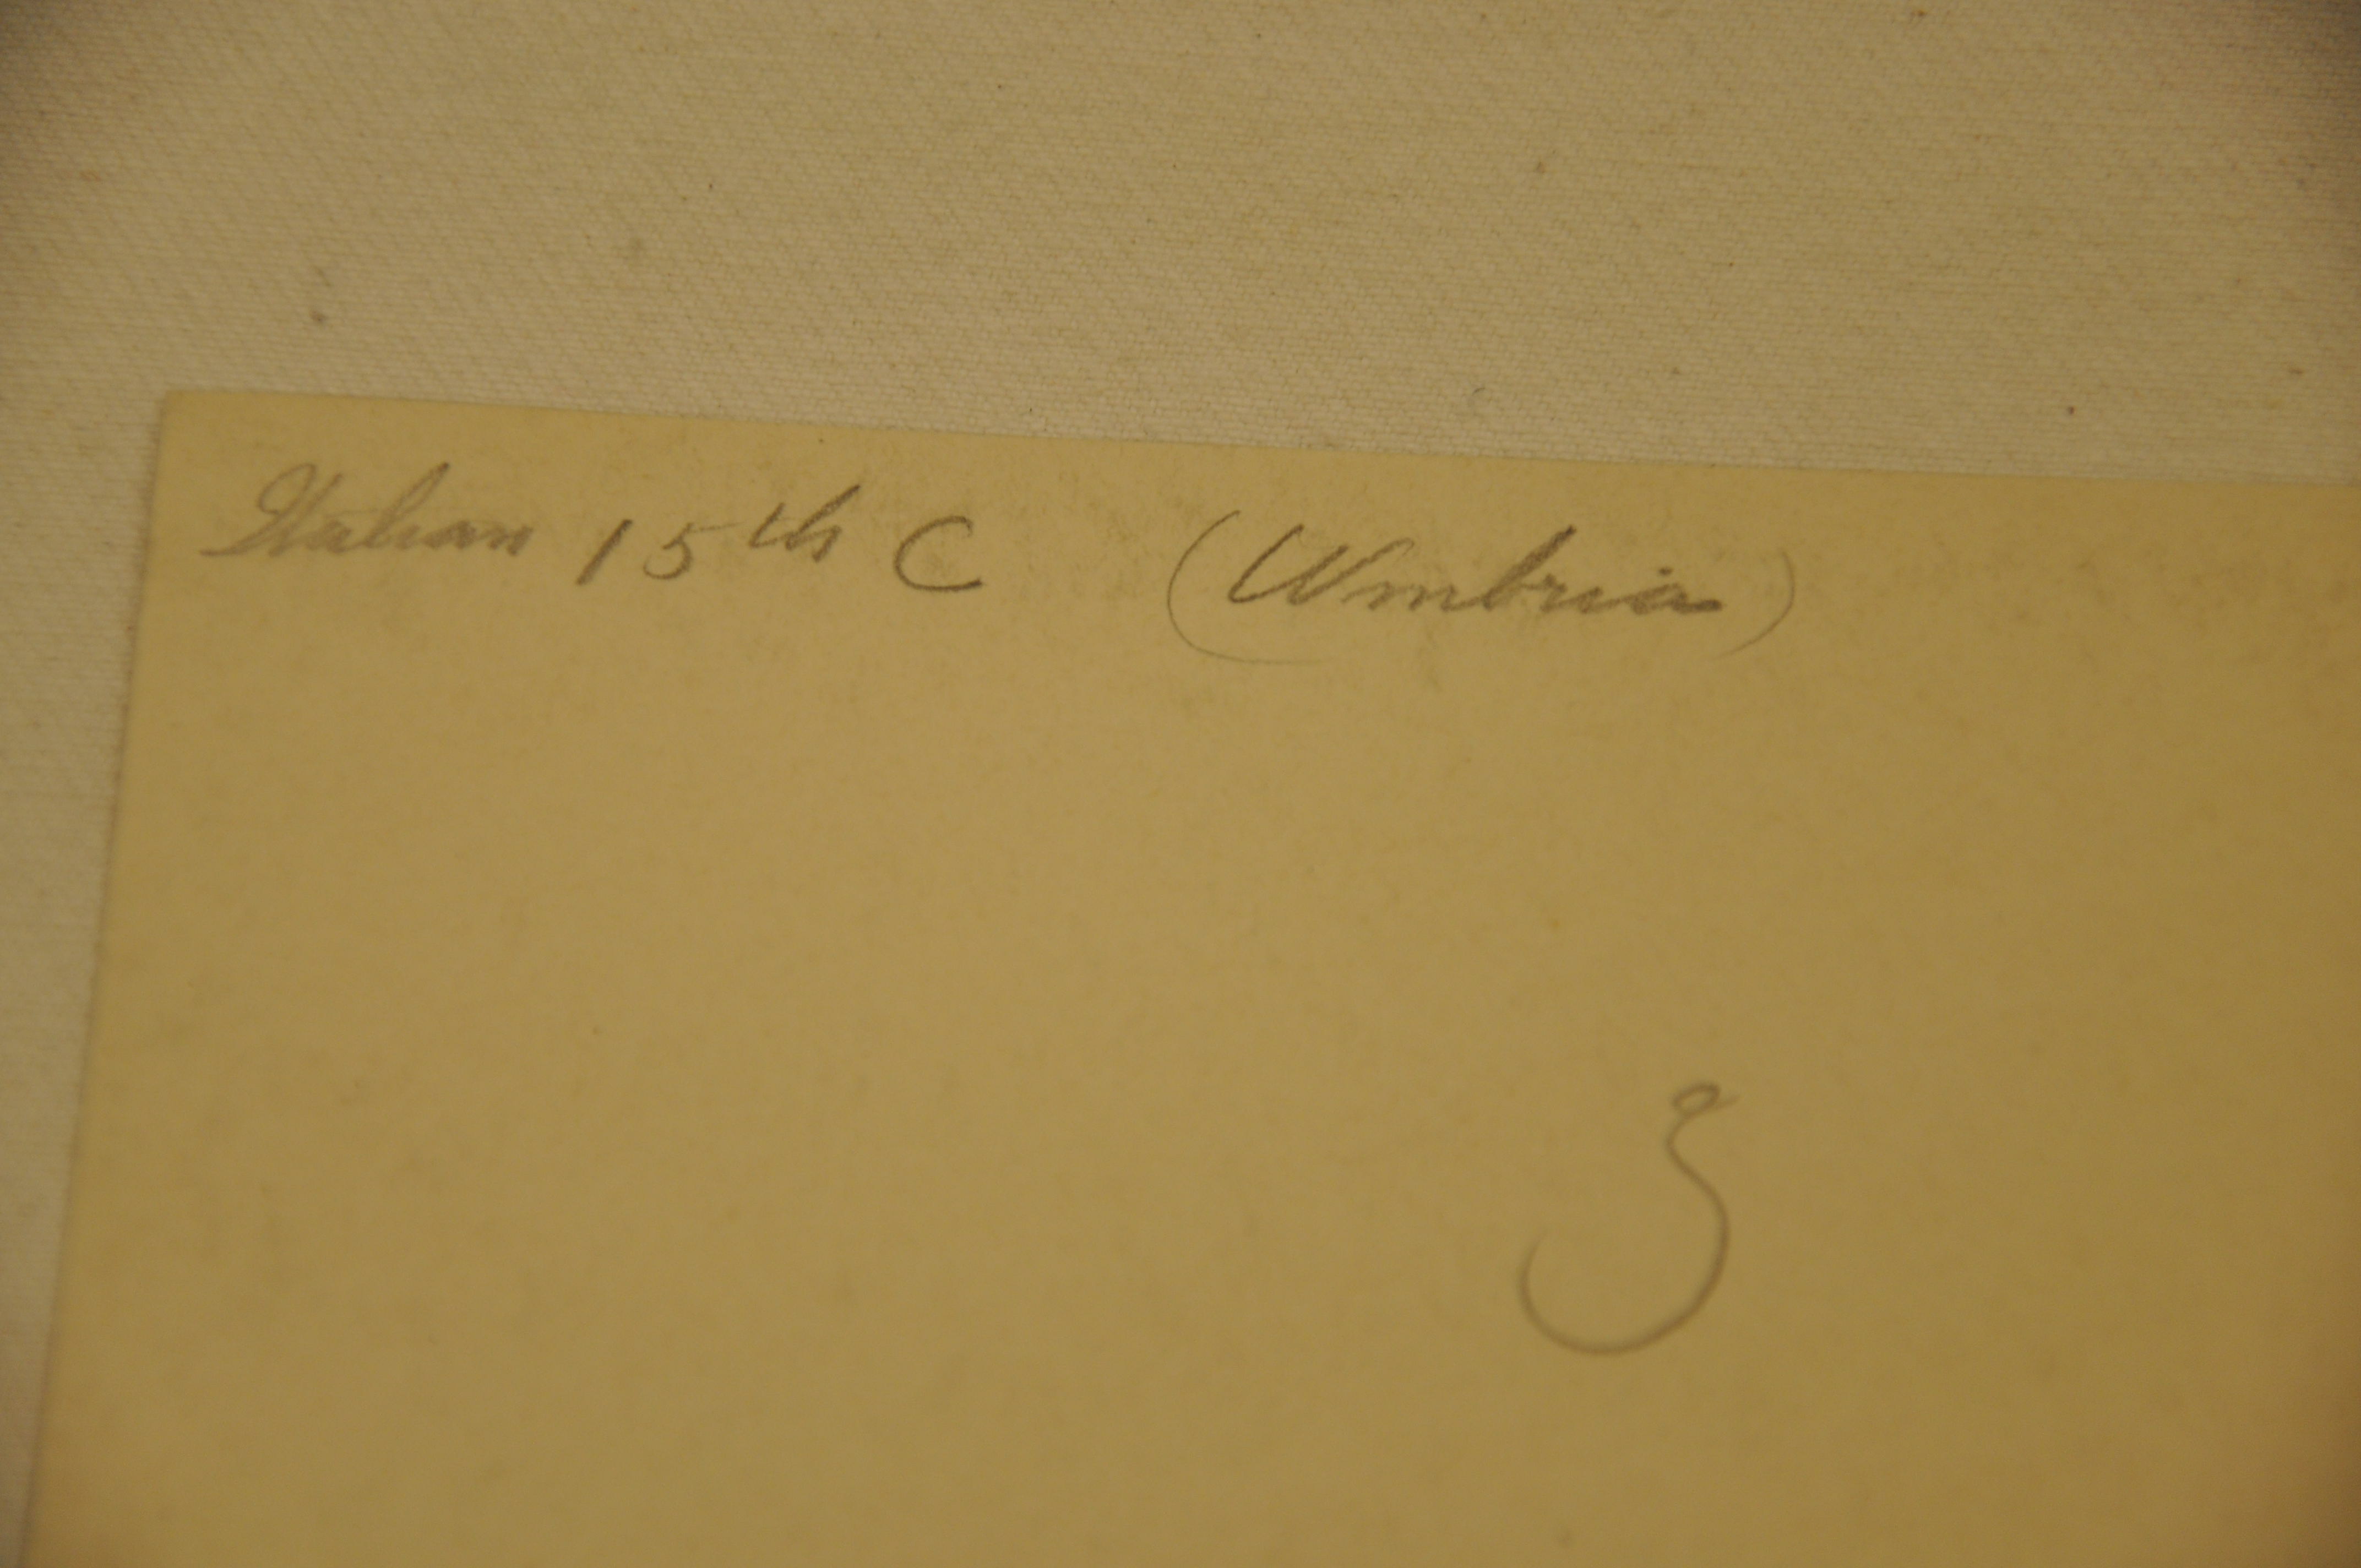 Italian 15th C (Umbria)
3